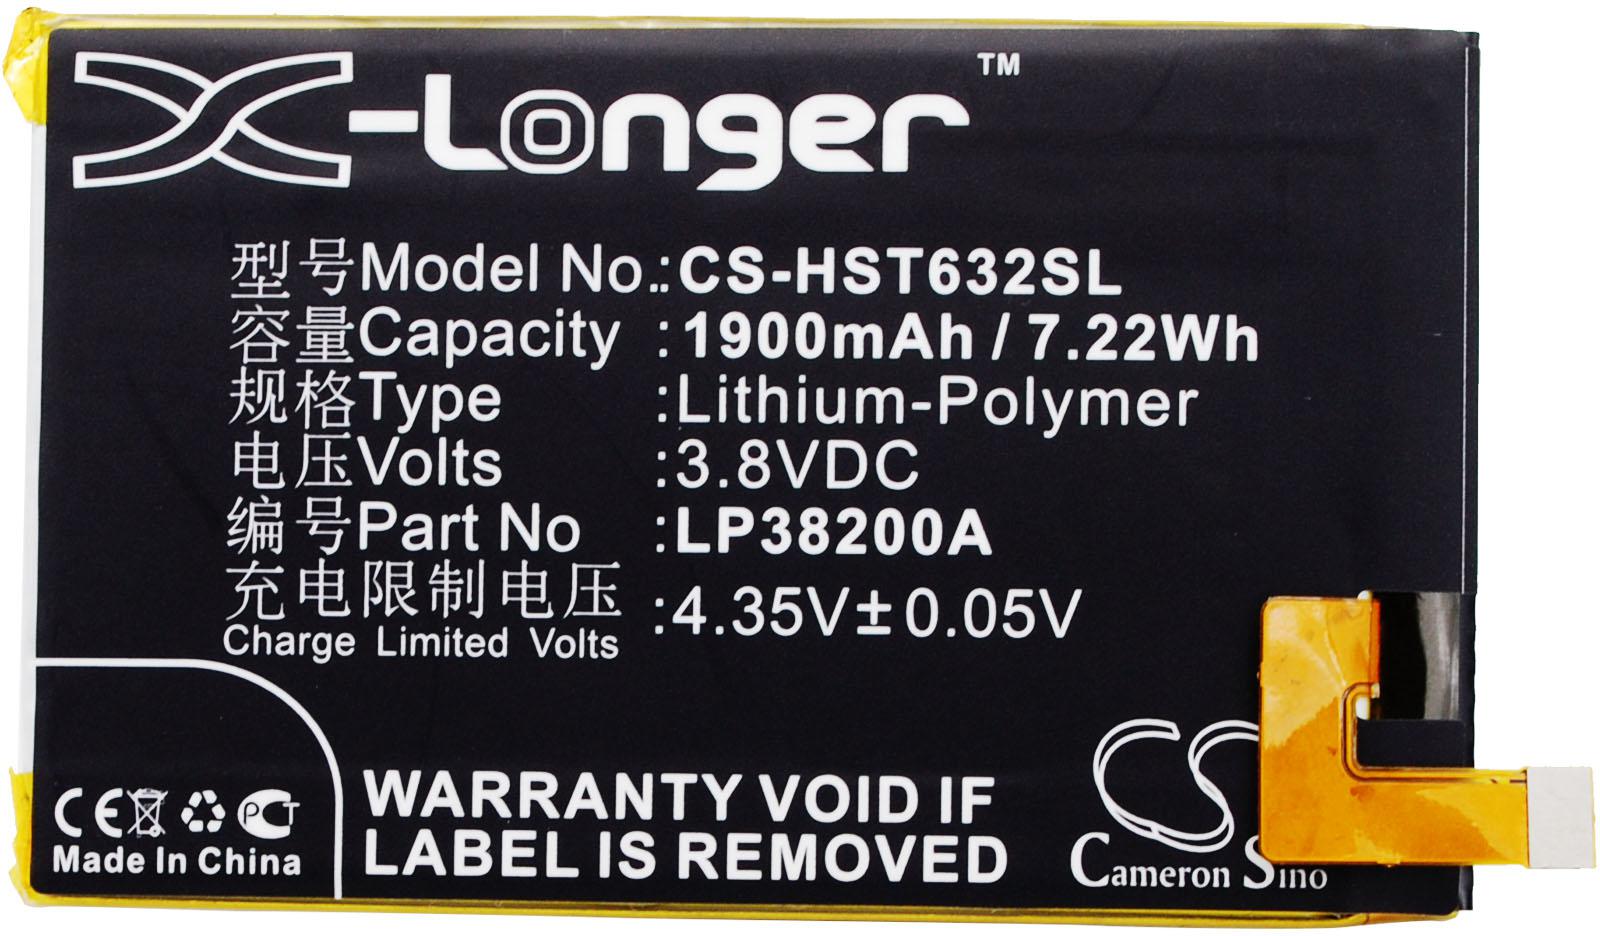 X-Longer™
型号Model No.:CS-HST632SL
容量Capacity :1900mAh / 7.22Wh
规格Type :Lithium-Polymer
电压Volts :3.8VDC
编号Part No :LP38200A
充电限制电压
Charge Limited Volts :4.35V±0.05V
CE PCT
Made In China
WARRANTY VOID IF
LABEL IS REMOVED
CS
Cameron Sino